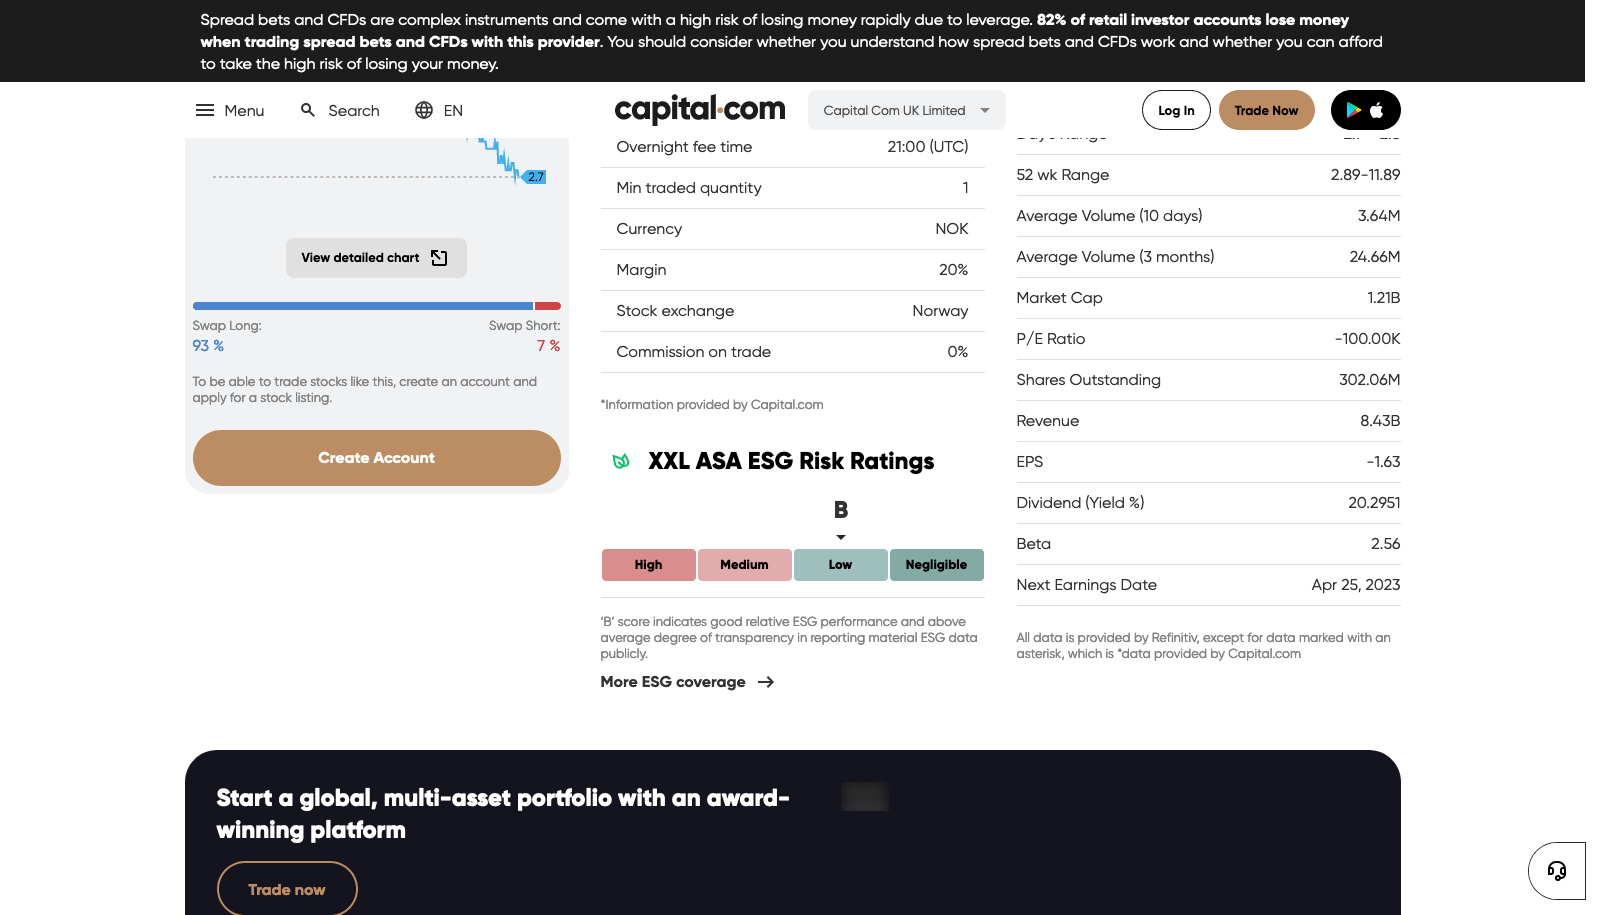 Spread bets and CFDs are complex instruments and come with a high risk of losing money rapidly due to leverage. 82% of retail investor accounts lose money
when trading spread bets and CFDs with this provider. You should consider whether you understand how spread bets and CFDs work and whether you can afford
to take the high risk of losing your money.
Menu
Search
EN
capital.com
Capital Com UK Limited
Log In
Trade Now
2.7
View detailed chart
Swap Long:
Swap Short:
93 %
7 %
To be able to trade stocks like this, create an account and
apply for a stock listing.
Create Account
Overnight fee time 21:00 (UTC)
Min traded quantity 1
Currency NOK
Margin 20%
Stock exchange Norway
Commission on trade 0%
*Information provided by Capital.com
XXL ASA ESG Risk Ratings
B
High
Medium
Low
Negligible
‘B’ score indicates good relative ESG performance and above
average degree of transparency in reporting material ESG data
publicly.
More ESG coverage
52 wk Range 2.89-11.89
Average Volume (10 days) 3.64M
Average Volume (3 months) 24.66M
Market Cap 1.21B
P/E Ratio -100.00K
Shares Outstanding 302.06M
Revenue 8.43B
EPS -1.63
Dividend (Yield %) 20.2951
Beta 2.56
Next Earnings Date Apr 25, 2023
All data is provided by Refinitiv, except for data marked with an
asterisk, which is *data provided by Capital.com
Start a global, multi-asset portfolio with an award-
winning platform
Trade now